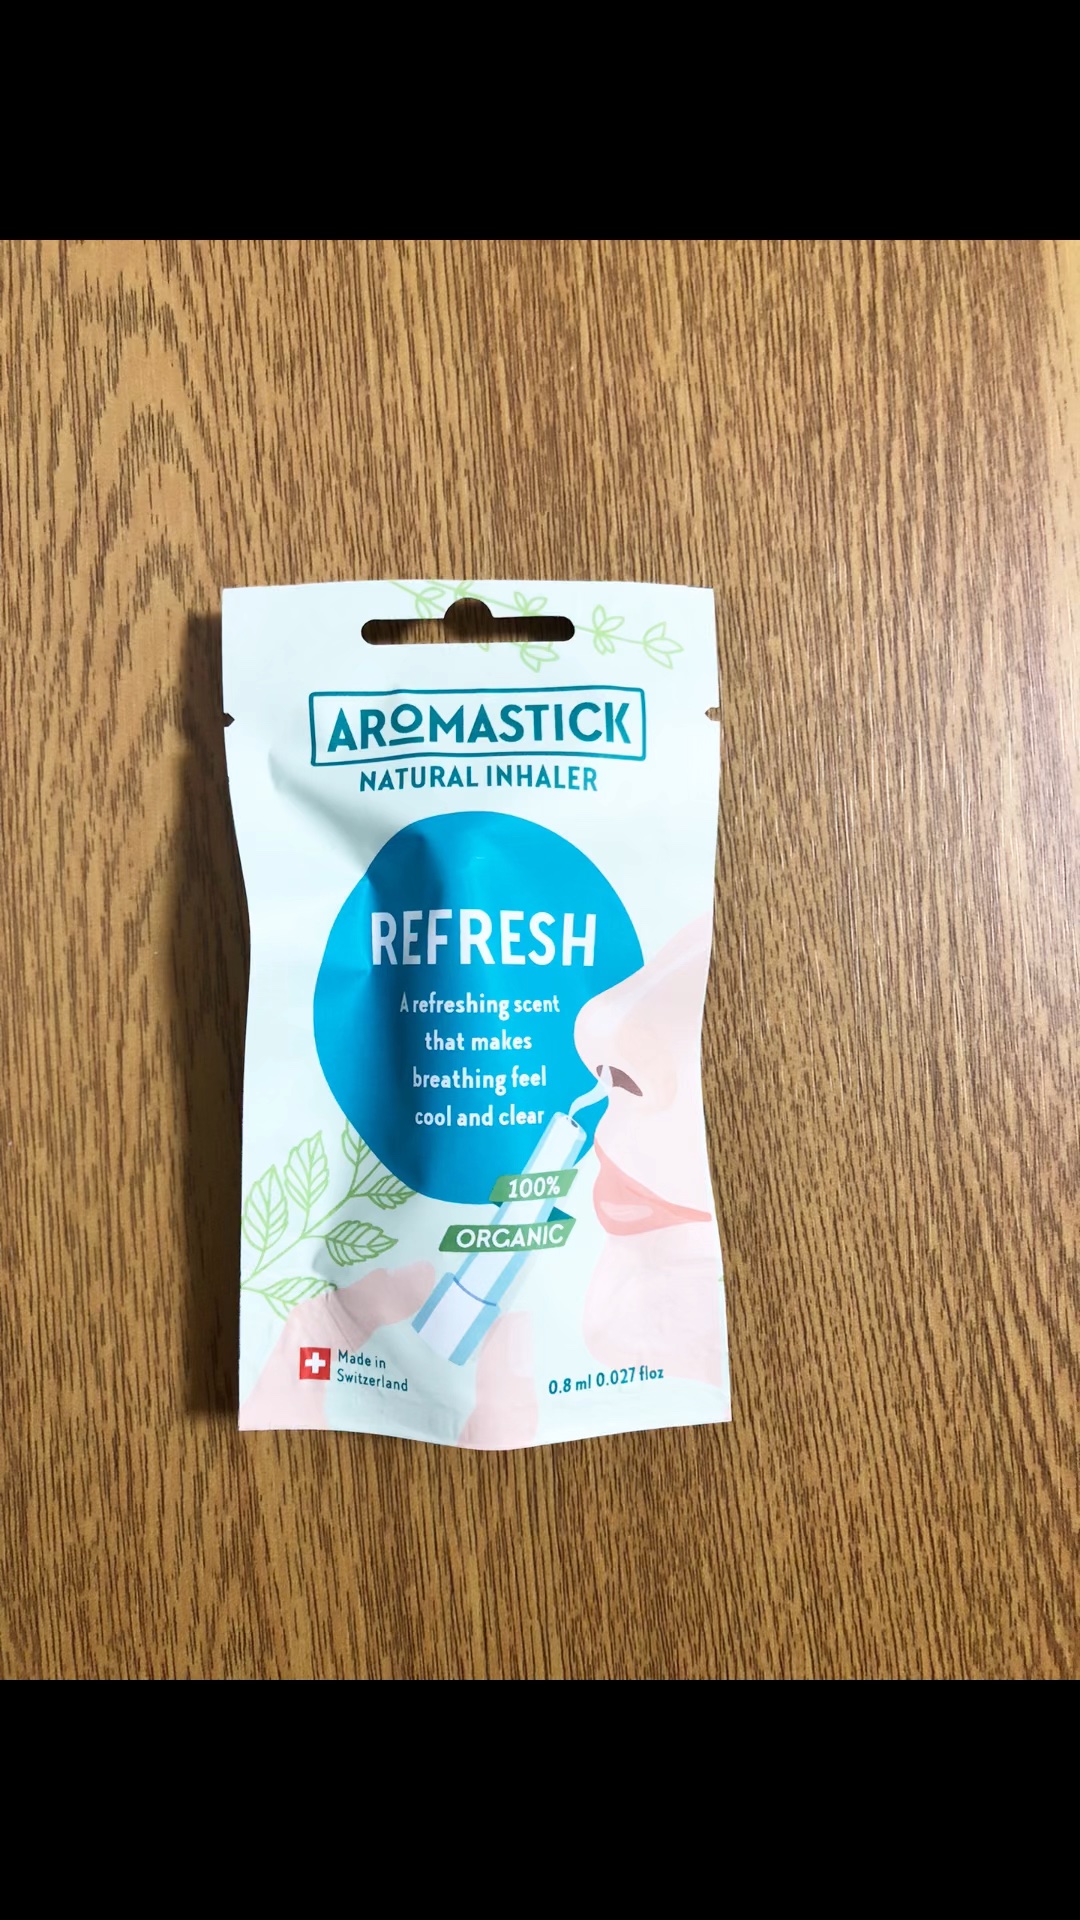 AROMASTICK
NATURAL INHALER
REFRESH
A refreshing scent
that makes
breathing feel
cool and clear
100%
ORGANIC
Made in
Switzerland
0.8 ml 0.027 floz